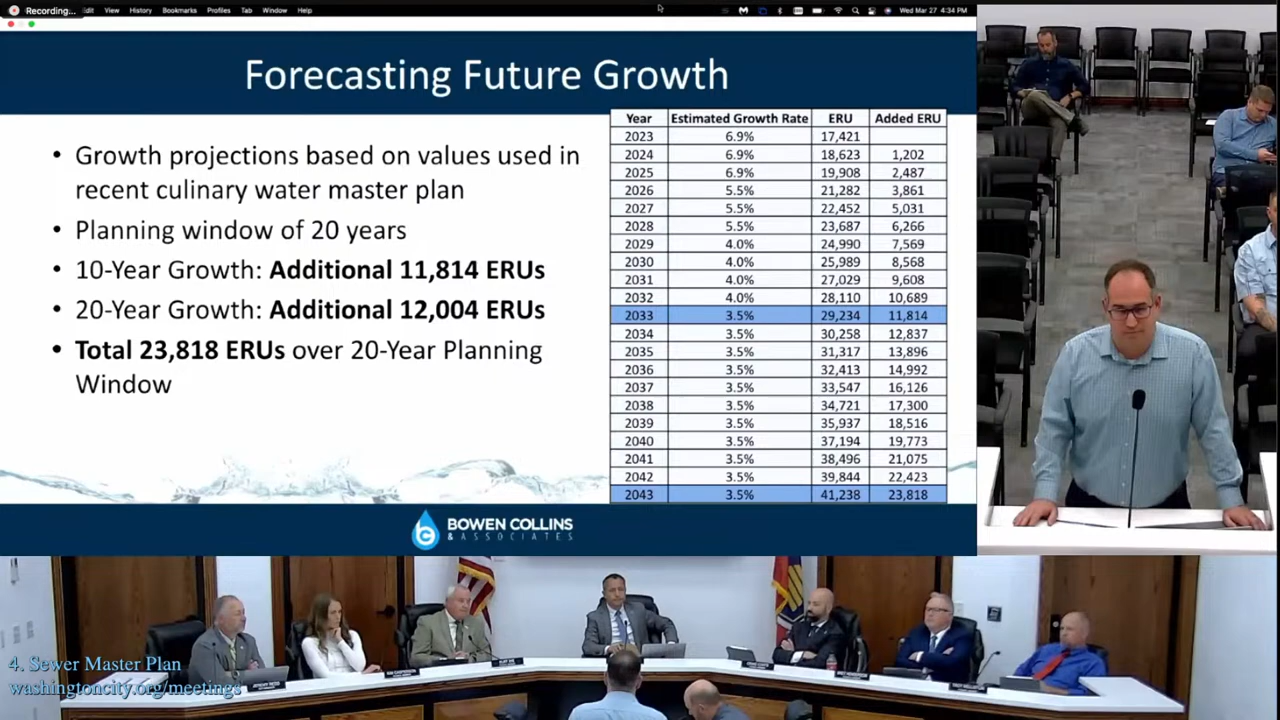 Recording...
dit
View
History
Bookmarks
Profiles
Tab
Window
Help
Wed Mar 27 4:34 PM
Forecasting Future Growth
• Growth projections based on values used in
recent culinary water master plan
• Planning window of 20 years
• 10-Year Growth: Additional 11,814 ERUs
• 20-Year Growth: Additional 12,004 ERUs
• Total 23,818 ERUs over 20-Year Planning
Window
Year Estimated Growth Rate ERU Added ERU
2023 6.9% 17,421
2024 6.9% 18,623 1,202
2025 6.9% 19,908 2,487
2026 5.5% 21,282 3,861
2027 5.5% 22,452 5,031
2028 5.5% 23,687 6,266
2029 4.0% 24,990 7,569
2030 4.0% 25,989 8,568
2031 4.0% 27,029 9,608
2032 4.0% 28,110 10,689
2033 3.5% 29,234 11,814
2034 3.5% 30,258 12,837
2035 3.5% 31,317 13,896
2036 3.5% 32,413 14,992
2037 3.5% 33,547 16,126
2038 3.5% 34,721 17,300
2039 3.5% 35,937 18,516
2040 3.5% 37,194 19,773
2041 3.5% 38,496 21,075
2042 3.5% 39,844 22,423
2043 3.5% 41,238 23,818
BOWEN COLLINS
& ASSOCIATES
4. Sewer Master Plan
washingtoncity.org/meetings